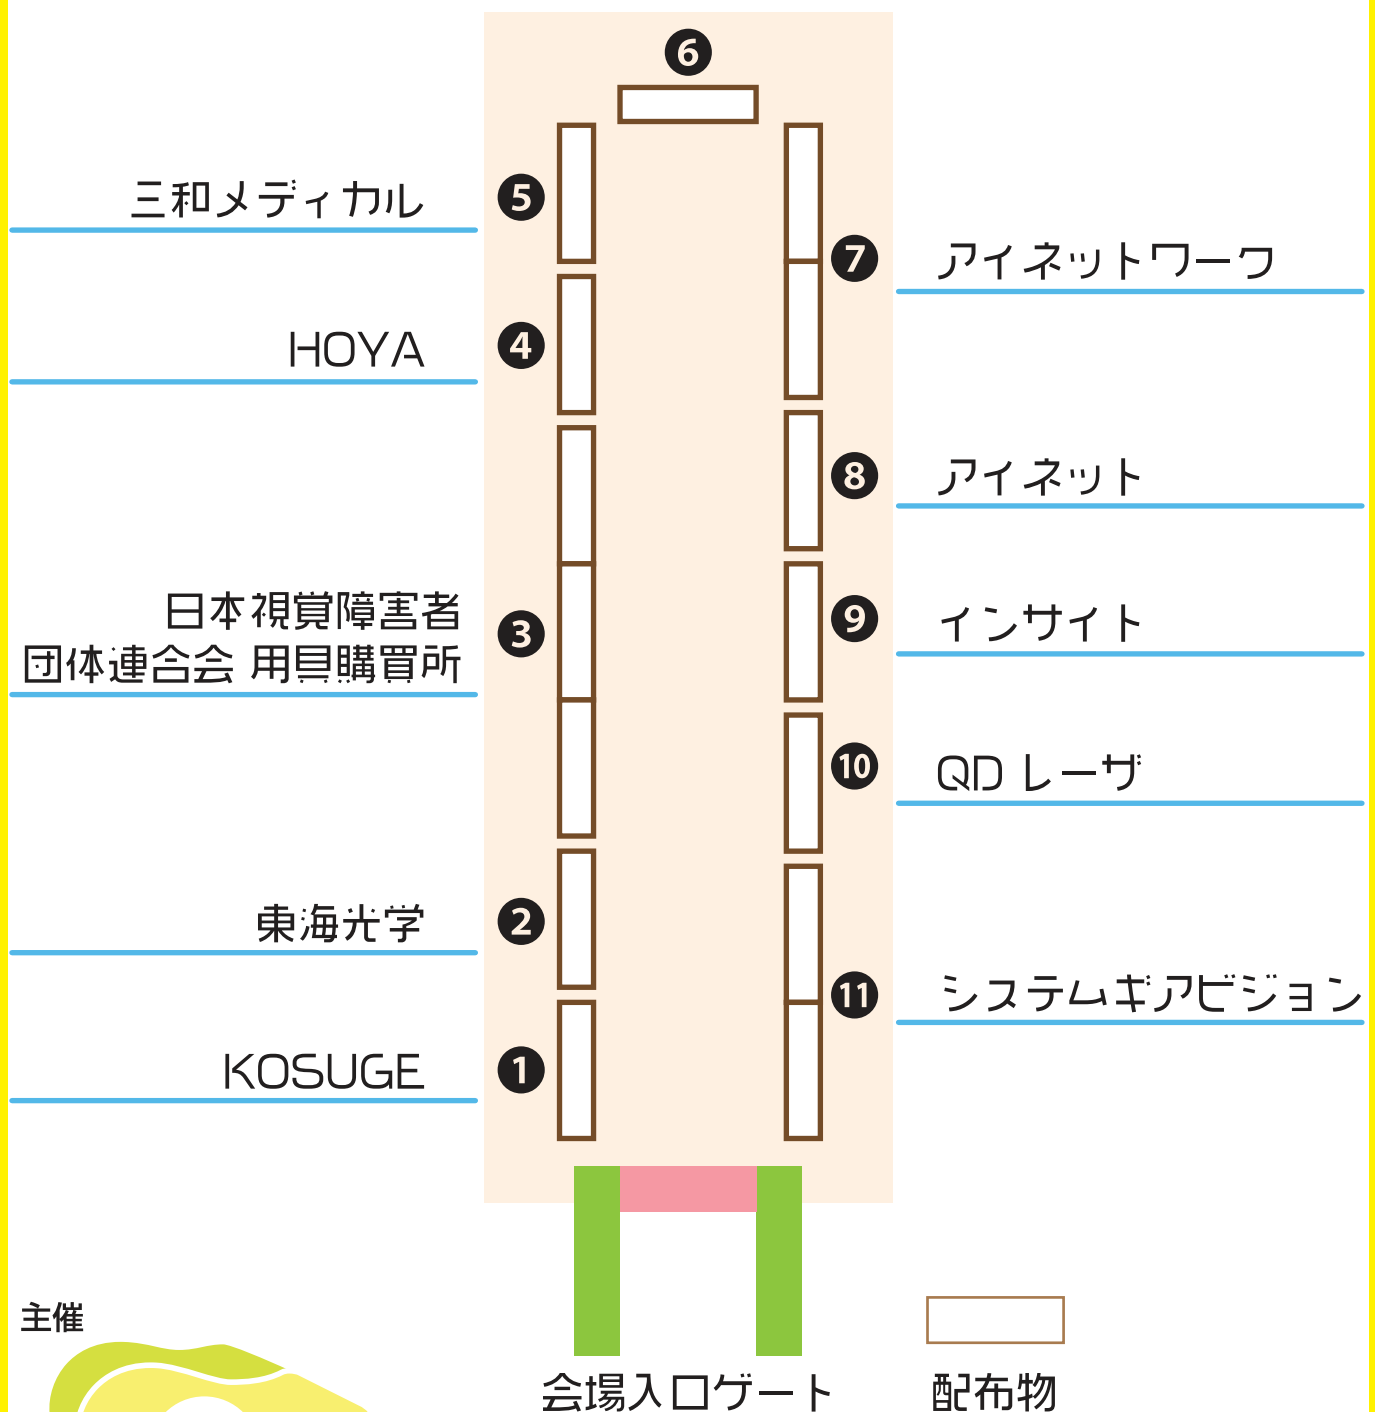 6
5
三和メディカル
7
アイネットワーク
4
HOYA
8
アイネット
3
日本視覚障害者
団体連合会 用具購買所
9
インサイト
10
QD レーザ
2
東海光学
11
システムギアビジョン
1
KOSUGE
主催
会場入口ゲート
配布物